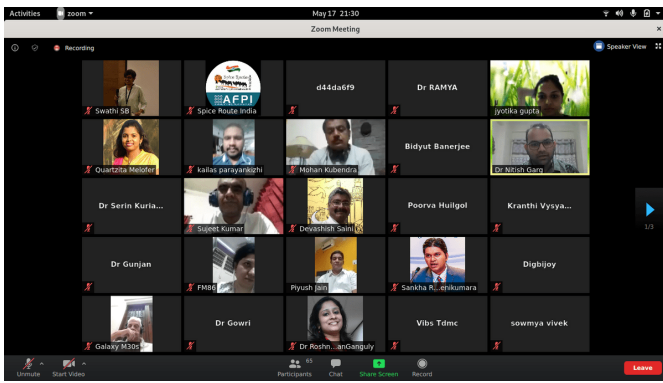 Activities zoom May 17 21:30
Zoom Meeting
Recording Speaker View
Swathi SB
Spice Route India
AFPI
d44da6f9
Dr RAMYA
jyotika gupta
Quartzita Melofer
kailas parayankizhi
Mohan Kubendra
Bidyut Banerjee
Dr Nitish Garg
Dr Serin Kuria...
Sujeet Kumar
Devashish Saini
Poorva Huilgol
Kranthi Vysya...
1/3
Dr Gunjan
FM86
Piyush Jain
Sankha R...enikumara
Digbijoy
Galaxy M30s
Dr Gowri
Dr Roshn...anGanguly
Vibs Tdmc
sowmya vivek
Unmute Start Video Participants 65 Chat Share Screen Record Leave